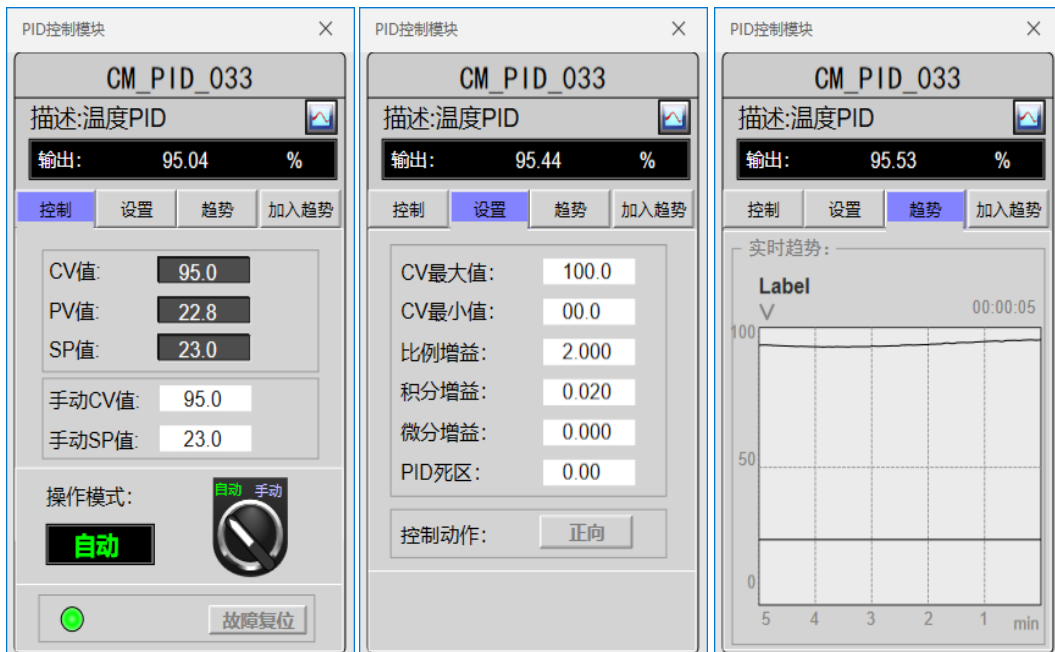 PID控制模块
CM_PID_033
描述:温度PID
输出: 95.04 %
控制 设置 趋势 加入趋势
CV值: 95.0
PV值: 22.8
SP值: 23.0
手动CV值: 95.0
手动SP值: 23.0
操作模式:
自动 手动
自动
故障复位
PID控制模块
CM_PID_033
描述:温度PID
输出: 95.44 %
控制 设置 趋势 加入趋势
CV最大值: 100.0
CV最小值: 00.0
比例增益: 2.000
积分增益: 0.020
微分增益: 0.000
PID死区: 0.00
控制动作: 正向
PID控制模块
CM_PID_033
描述:温度PID
输出: 95.53 %
控制 设置 趋势 加入趋势
实时趋势:
Label
00:00:05
100
50
0
5 4 3 2 1 min